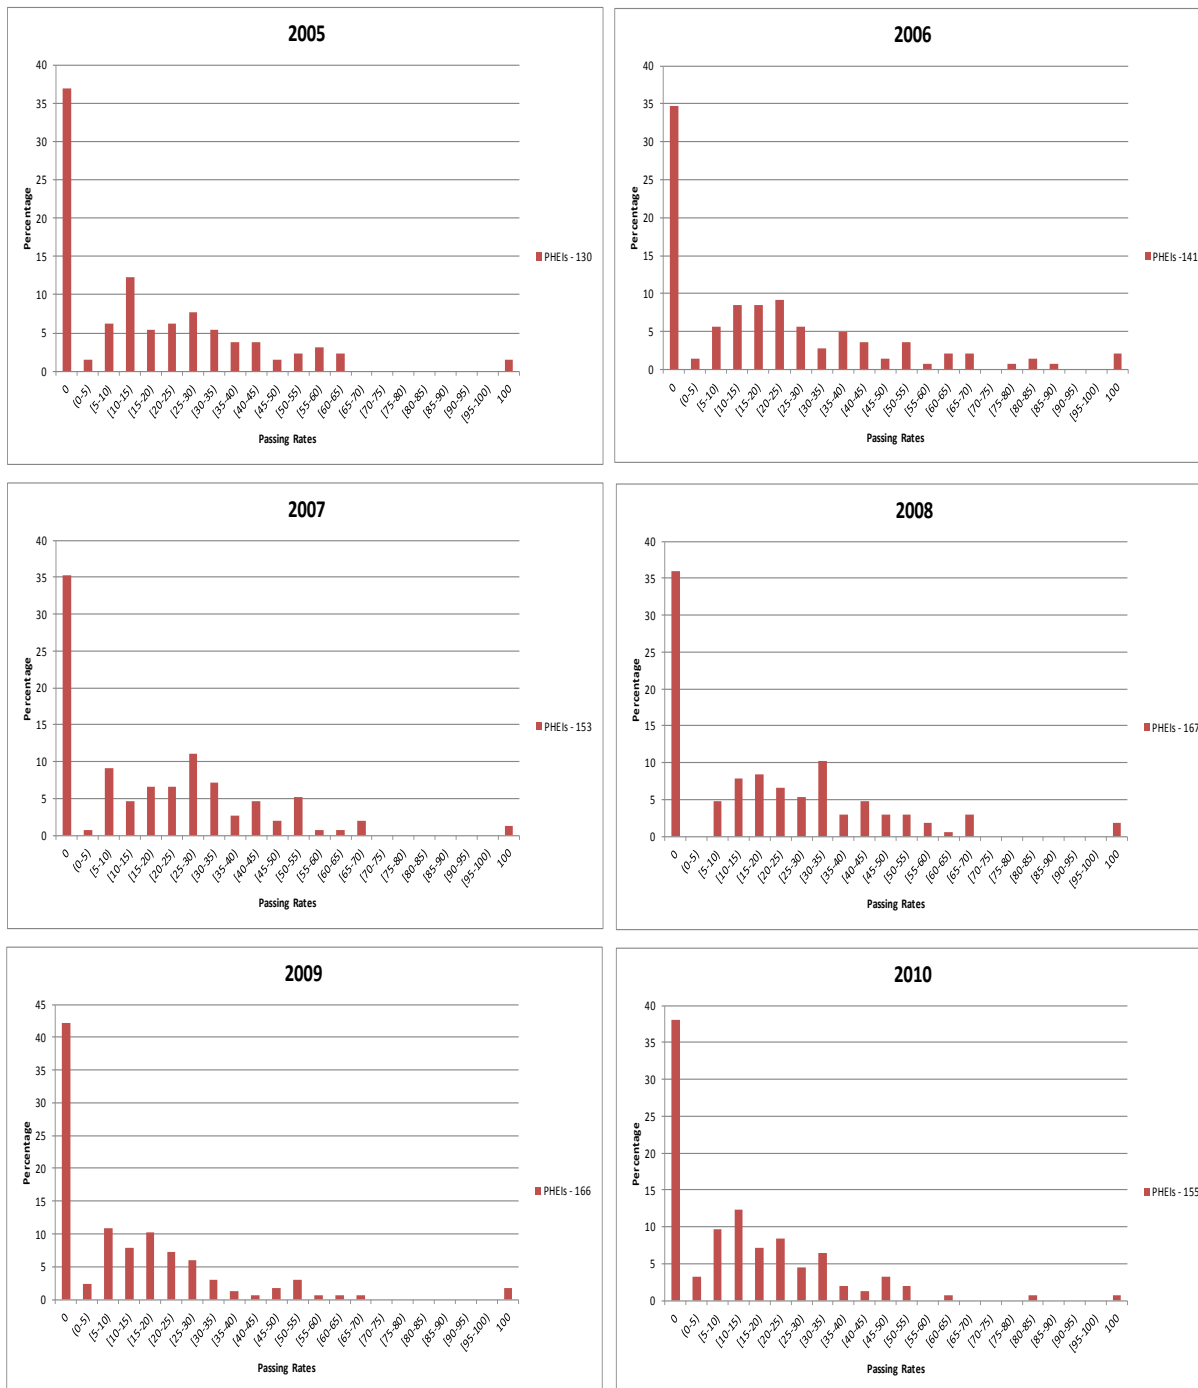 2005
40
35
30
25
20
15
10
5
0
Percentage
0 (0-5) [5-10) [10-15) [15-20) [20-25) [25-30) [30-35) [35-40) [40-45) [45-50) [50-55) [55-60) [60-65) [65-70) [70-75) [75-80) [80-85) [85-90) [90-95) [95-100) 100
Passing Rates
PHEIs - 130
2006
40
35
30
25
20
15
10
5
0
Percentage
0 (0-5) [5-10) [10-15) [15-20) [20-25) [25-30) [30-35) [35-40) [40-45) [45-50) [50-55) [55-60) [60-65) [65-70) [70-75) [75-80) [80-85) [85-90) [90-95) [95-100) 100
Passing Rates
PHEIs -141
2007
40
35
30
25
20
15
10
5
0
Percentage
0 (0-5) [5-10) [10-15) [15-20) [20-25) [25-30) [30-35) [35-40) [40-45) [45-50) [50-55) [55-60) [60-65) [65-70) [70-75) [75-80) [80-85) [85-90) [90-95) [95-100) 100
Passing Rates
PHEIs - 153
2008
40
35
30
25
20
15
10
5
0
Percentage
0 (0-5) [5-10) [10-15) [15-20) [20-25) [25-30) [30-35) [35-40) [40-45) [45-50) [50-55) [55-60) [60-65) [65-70) [70-75) [75-80) [80-85) [85-90) [90-95) [95-100) 100
Passing Rates
PHEIs - 167
2009
45
40
35
30
25
20
15
10
5
0
Percentage
0 (0-5) [5-10) [10-15) [15-20) [20-25) [25-30) [30-35) [35-40) [40-45) [45-50) [50-55) [55-60) [60-65) [65-70) [70-75) [75-80) [80-85) [85-90) [90-95) [95-100) 100
Passing Rates
PHEIs - 166
2010
40
35
30
25
20
15
10
5
0
Percentage
0 (0-5) [5-10) [10-15) [15-20) [20-25) [25-30) [30-35) [35-40) [40-45) [45-50) [50-55) [55-60) [60-65) [65-70) [70-75) [75-80) [80-85) [85-90) [90-95) [95-100) 100
Passing Rates
PHEIs - 155